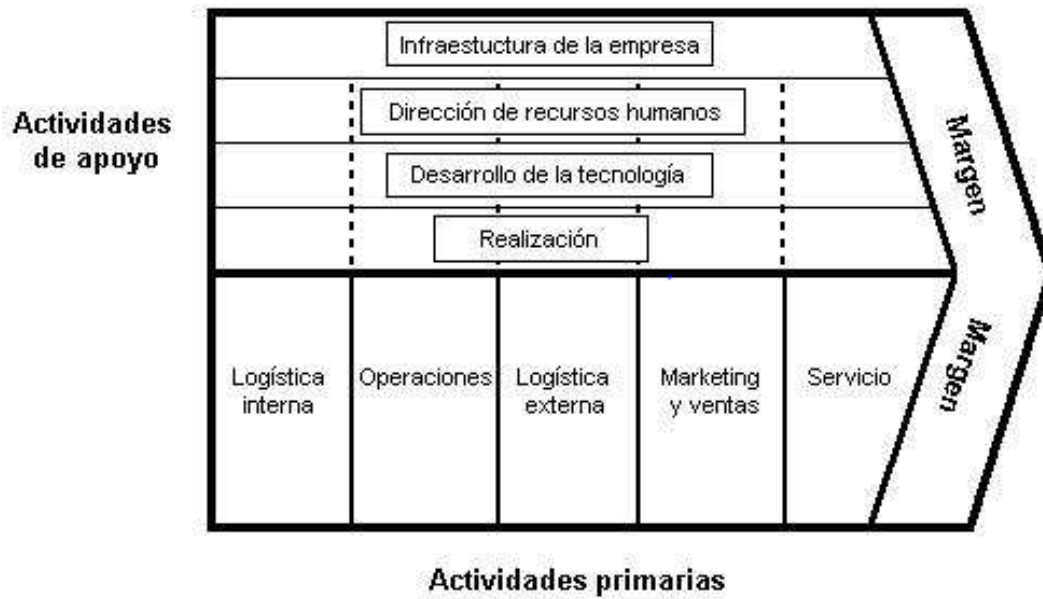 Infraestuctura de la empresa
Dirección de recursos humanos
Desarrollo de la tecnología
Realización
Actividades
de apoyo
Margen
Margen
Logística
interna
Operaciones
Logística
externa
Marketing
y ventas
Servicio
Actividades primarias